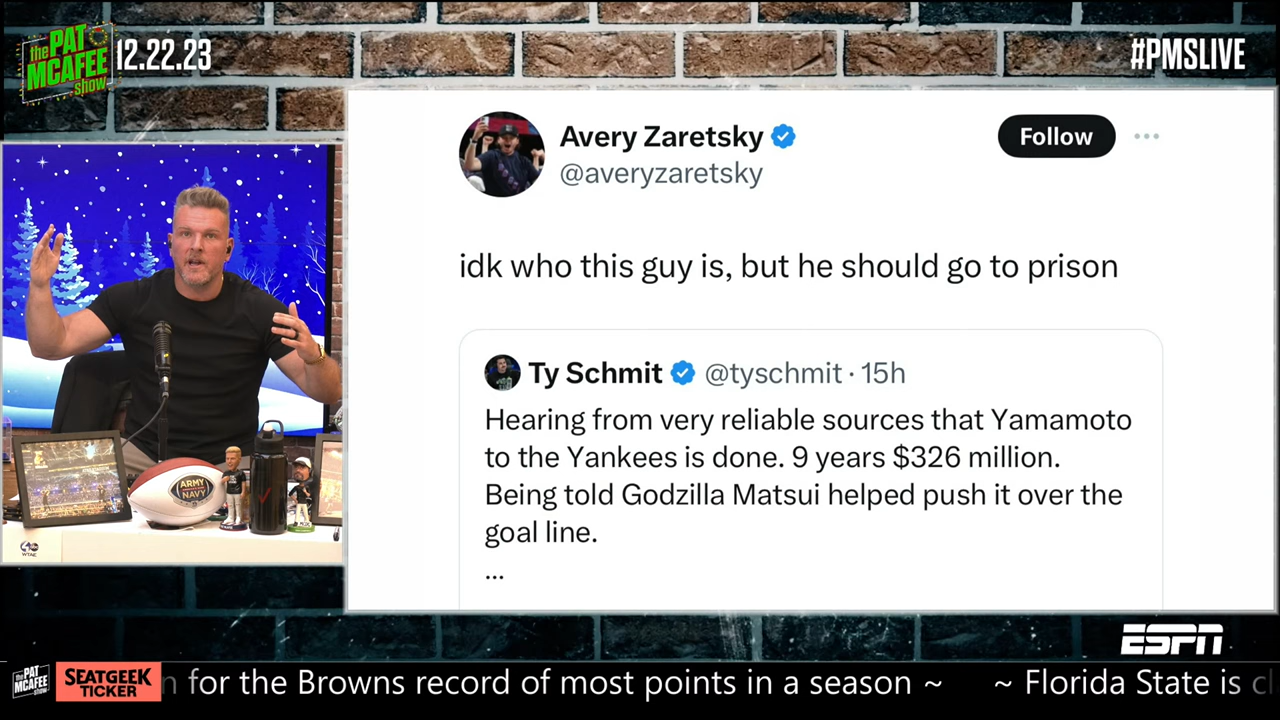 the PAT
MCAFEE
show
12.22.23
#PMSLIVE
Avery Zaretsky
@averyzaretsky
Follow
idk who this guy is, but he should go to prison
Ty Schmit @tyschmit · 15h
Hearing from very reliable sources that Yamamoto
to the Yankees is done. 9 years $326 million.
Being told Godzilla Matsui helped push it over the
goal line.
...
ARMY
NAVY
WTAE
ESPN
the PAT
MCAFEE
show
SEATGEEK
TICKER
n for the Browns record of most points in a season ~ ~ Florida State is cl